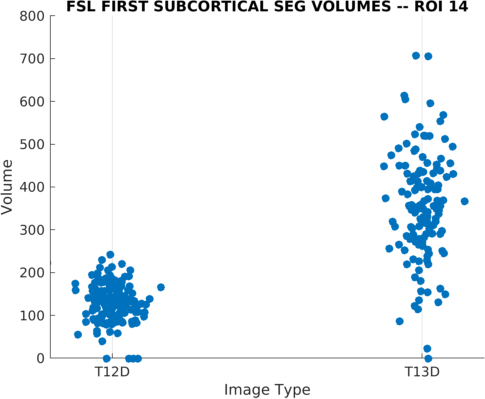 FSL FIRST SUBCORTICAL SEG VOLUMES -- ROI 14
800
700
600
500
400
300
200
100
0
Volume
T12D
T13D
Image Type